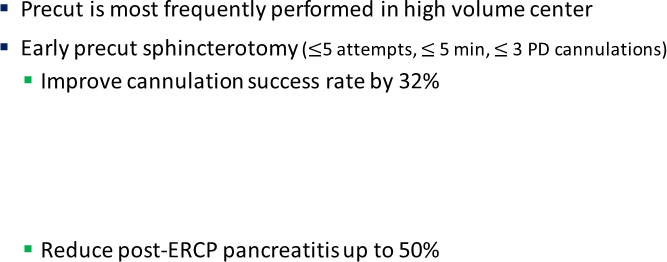 ▪ Precut is most frequently performed in high volume center
▪ Early precut sphincterotomy (≤5 attempts, ≤ 5 min, ≤ 3 PD cannulations)
▪ Improve cannulation success rate by 32%
▪ Reduce post-ERCP pancreatitis up to 50%